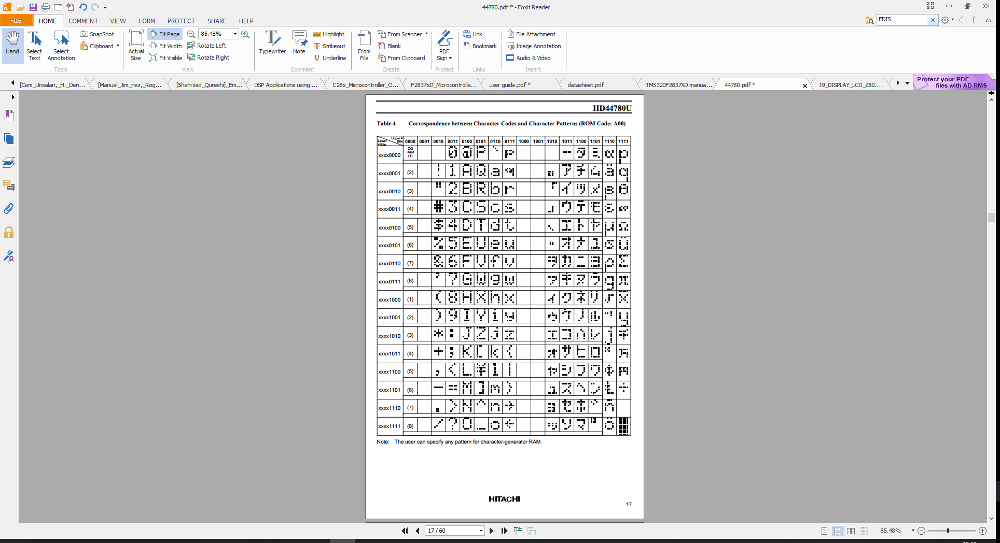 44780.pdf * - Foxit Reader
FILE HOME COMMENT VIEW FORM PROTECT SHARE HELP
EDIS
Hand
Select Text
Select Annotation
SnapShot
Clipboard
Tools
Actual Size
Fit Page
Fit Width
Fit Visible
85.48%
Rotate Left
Rotate Right
View
Typewriter
Note
abc Highlight
Strikeout
Underline
Comment
From File
From Scanner
Blank
From Clipboard
Create
PDF Sign
Protect
Link
Bookmark
Links
File Attachment
Image Annotation
Audio & Video
Insert
[Cem_Unsalan,_H._Den... [Manuel_Jim_nez,_Rog... [Shehrzad_Qureshi]_Em... DSP Applications using ... C28x_Microcontroller_O... F2837xD_Microcontrolle... user guide.pdf * datasheet.pdf TMS320F2837XD manua... 44780.pdf * 19_DISPLAY_LCD_Z80....
Protect your PDF
files with AD RMS
HD44780U
Table 4 Correspondence between Character Codes and Character Patterns (ROM Code: A00)
Lower 4 Bits Upper 4 Bits 0000 0001 0010 0011 0100 0101 0110 0111 1000 1001 1010 1011 1100 1101 1110 1111
xxxx0000 CG RAM (1) 0 @ P ` p ー タ ミ α p
xxxx0001 (2) ! 1 A Q a q 。 ア チ ム ä q
xxxx0010 (3) " 2 B R b r 「 イ ツ メ β θ
xxxx0011 (4) # 3 C S c s 」 ウ テ モ ε ∞
xxxx0100 (5) $ 4 D T d t 、 エ ト ヤ μ Ω
xxxx0101 (6) % 5 E U e u ・ オ ナ ユ σ ü
xxxx0110 (7) & 6 F V f v ヲ カ ニ ヨ ρ Σ
xxxx0111 (8) ' 7 G W g w ァ キ ヌ ラ g π
xxxx1000 (1) ( 8 H X h x ィ ク ネ リ √ x̄
xxxx1001 (2) ) 9 I Y i y ゥ ケ ノ ル ⁻¹ y
xxxx1010 (3) * : J Z j z ェ コ ハ レ j 千
xxxx1011 (4) + ; K [ k { ォ サ ヒ ロ ˣ 万
xxxx1100 (5) , < L ¥ l | ャ シ フ ワ ¢ 円
xxxx1101 (6) - = M ] m } ュ ス ヘ ン £ ÷
xxxx1110 (7) . > N ^ n → ョ セ ホ ゛ ñ
xxxx1111 (8) / ? O _ o ← ッ ソ マ ゜ ö █
Note: The user can specify any pattern for character-generator RAM.
HITACHI
17
17 / 60
85.48%